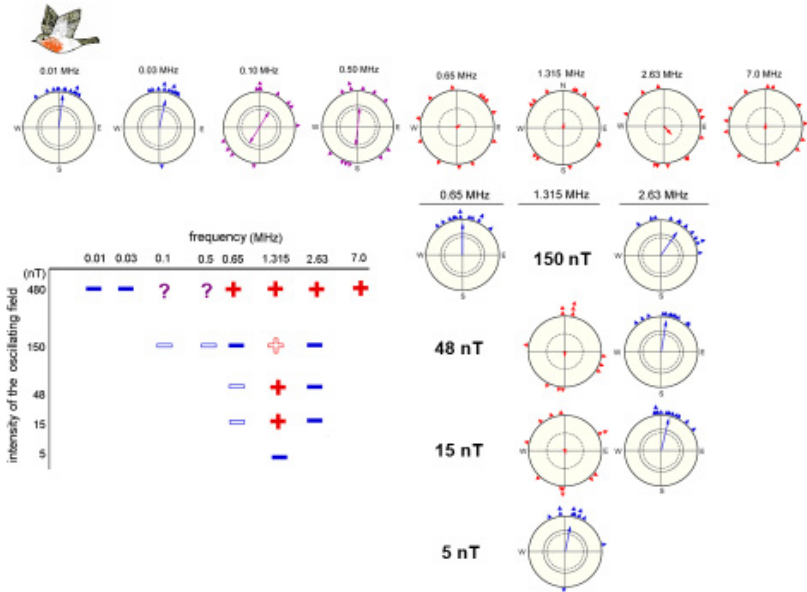 0.01 MHz 0.03 MHz 0.10 MHz 0.50 MHz 0.65 MHz 1.315 MHz 2.63 MHz 7.0 MHz
N
W E W E W E W E W E W E W E W E
S S S
0.65 MHz 1.315 MHz 2.63 MHz
W E 150 nT W E
S S
frequency (MHz)
0.01 0.03 0.1 0.5 0.65 1.315 2.63 7.0
(nT)
480 − − ? ? + + + +
150 − − − + −
48 − + −
15 − + −
5 −
intensity of the oscillating field
48 nT W E W E
15 nT W E W E
S S
5 nT W